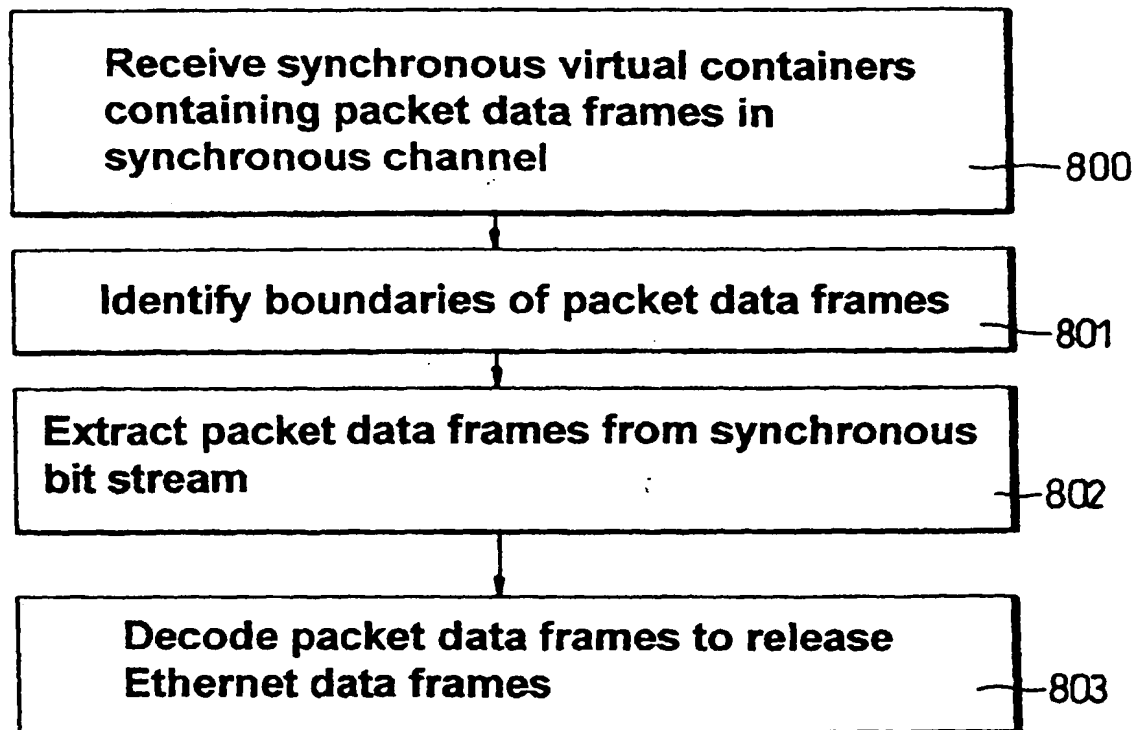 Receive synchronous virtual containers
containing packet data frames in
synchronous channel
800
Identify boundaries of packet data frames
801
Extract packet data frames from synchronous
bit stream
802
Decode packet data frames to release
Ethernet data frames
803